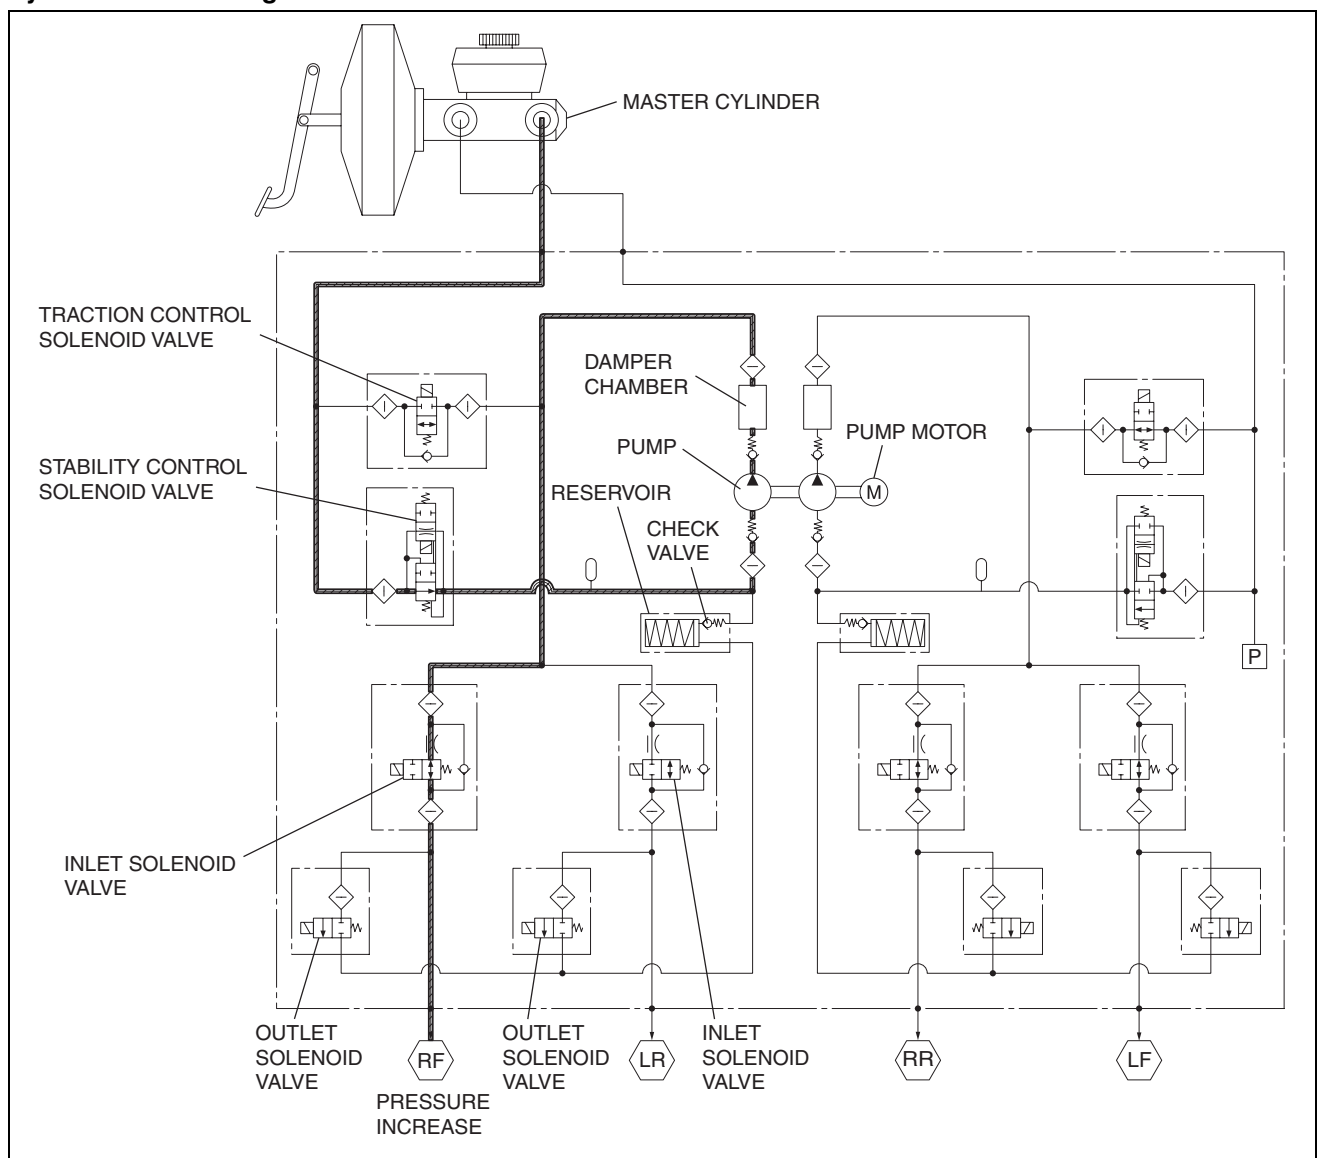 MASTER CYLINDER
TRACTION CONTROL
SOLENOID VALVE
DAMPER
CHAMBER
PUMP MOTOR
PUMP
STABILITY CONTROL
SOLENOID VALVE
RESERVOIR
M
CHECK
VALVE
P
INLET SOLENOID
VALVE
OUTLET
SOLENOID
VALVE
RF
OUTLET
SOLENOID
VALVE
LR
INLET
SOLENOID
VALVE
RR
LF
PRESSURE
INCREASE